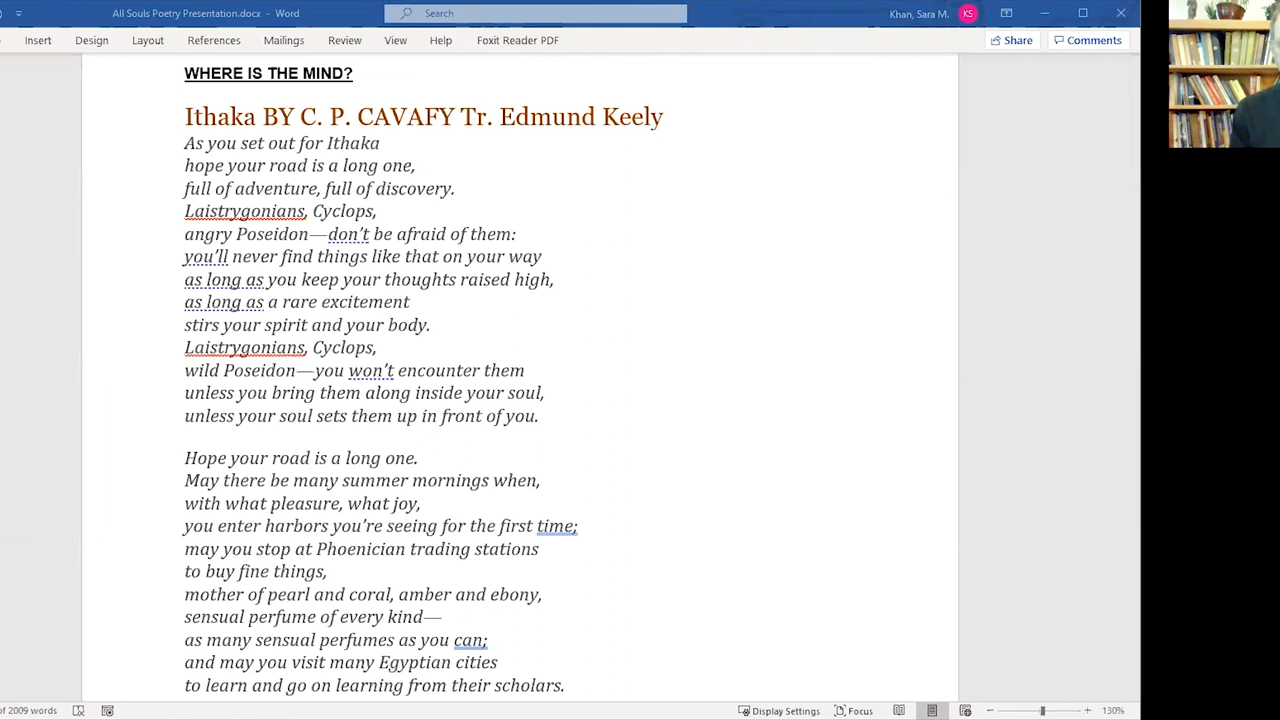 All Souls Poetry Presentation.docx - Word
Search
Khan, Sara M.
KS
Insert Design Layout References Mailings Review View Help Foxit Reader PDF
Share Comments
WHERE IS THE MIND?
Ithaka BY C. P. CAVAFY Tr. Edmund Keely
As you set out for Ithaka
hope your road is a long one,
full of adventure, full of discovery.
Laistrygonians, Cyclops,
angry Poseidon—don’t be afraid of them:
you’ll never find things like that on your way
as long as you keep your thoughts raised high,
as long as a rare excitement
stirs your spirit and your body.
Laistrygonians, Cyclops,
wild Poseidon—you won’t encounter them
unless you bring them along inside your soul,
unless your soul sets them up in front of you.
Hope your road is a long one.
May there be many summer mornings when,
with what pleasure, what joy,
you enter harbors you’re seeing for the first time;
may you stop at Phoenician trading stations
to buy fine things,
mother of pearl and coral, amber and ebony,
sensual perfume of every kind—
as many sensual perfumes as you can;
and may you visit many Egyptian cities
to learn and go on learning from their scholars.
of 2009 words
Display Settings Focus
130%